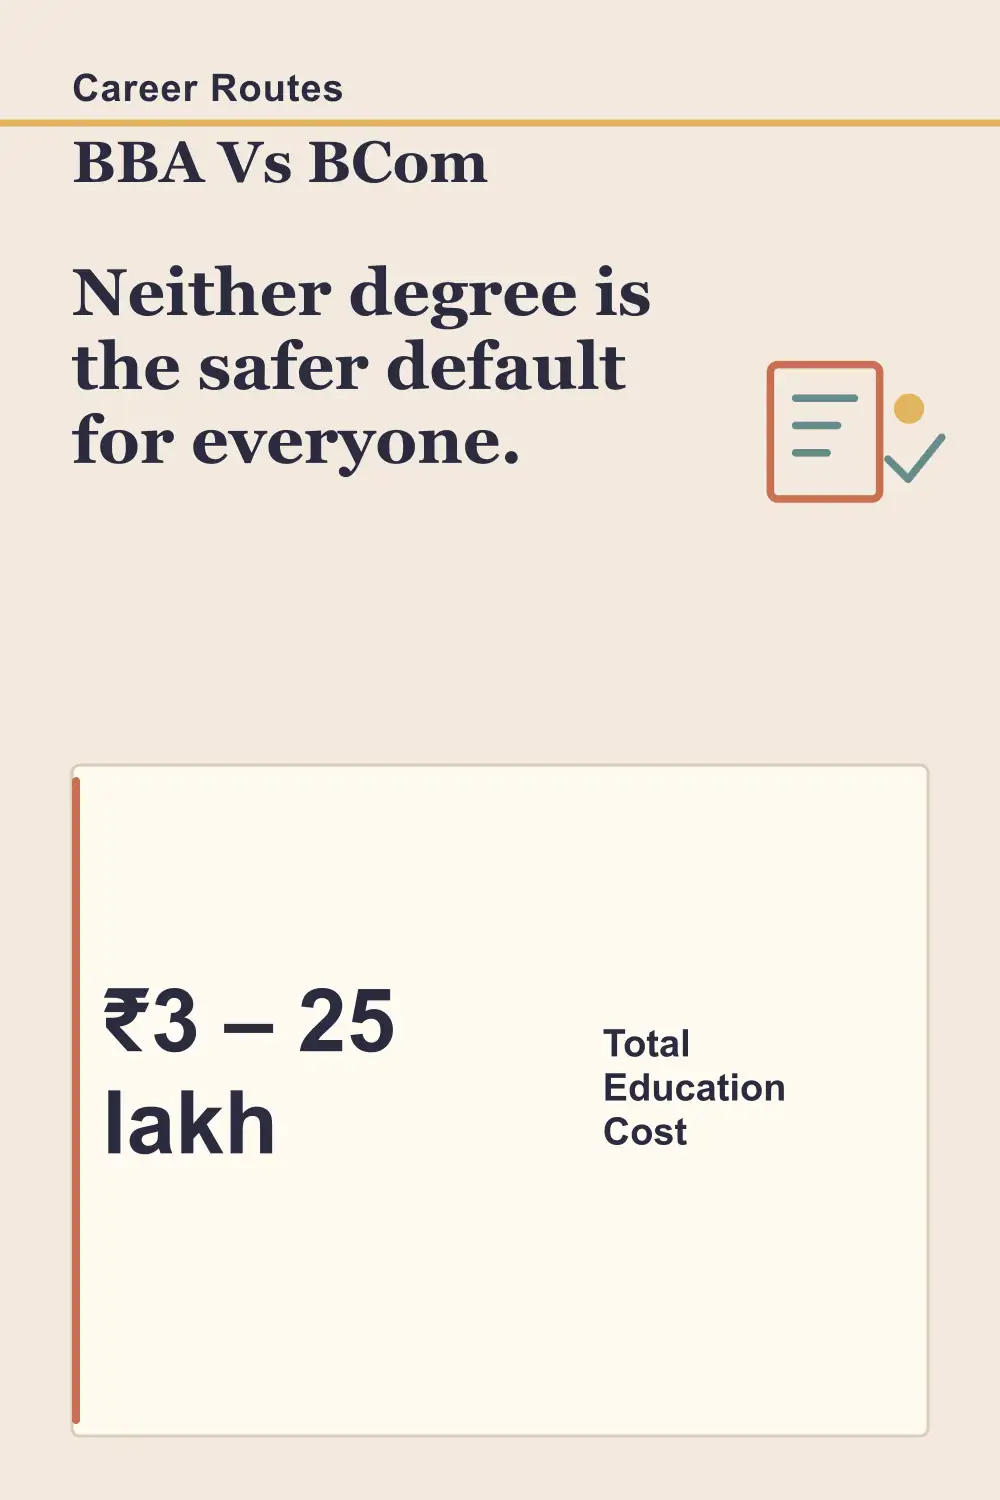 Career Routes
BBA Vs BCom
Neither degree is
the safer default
for everyone.
₹3 – 25
lakh
Total
Education
Cost